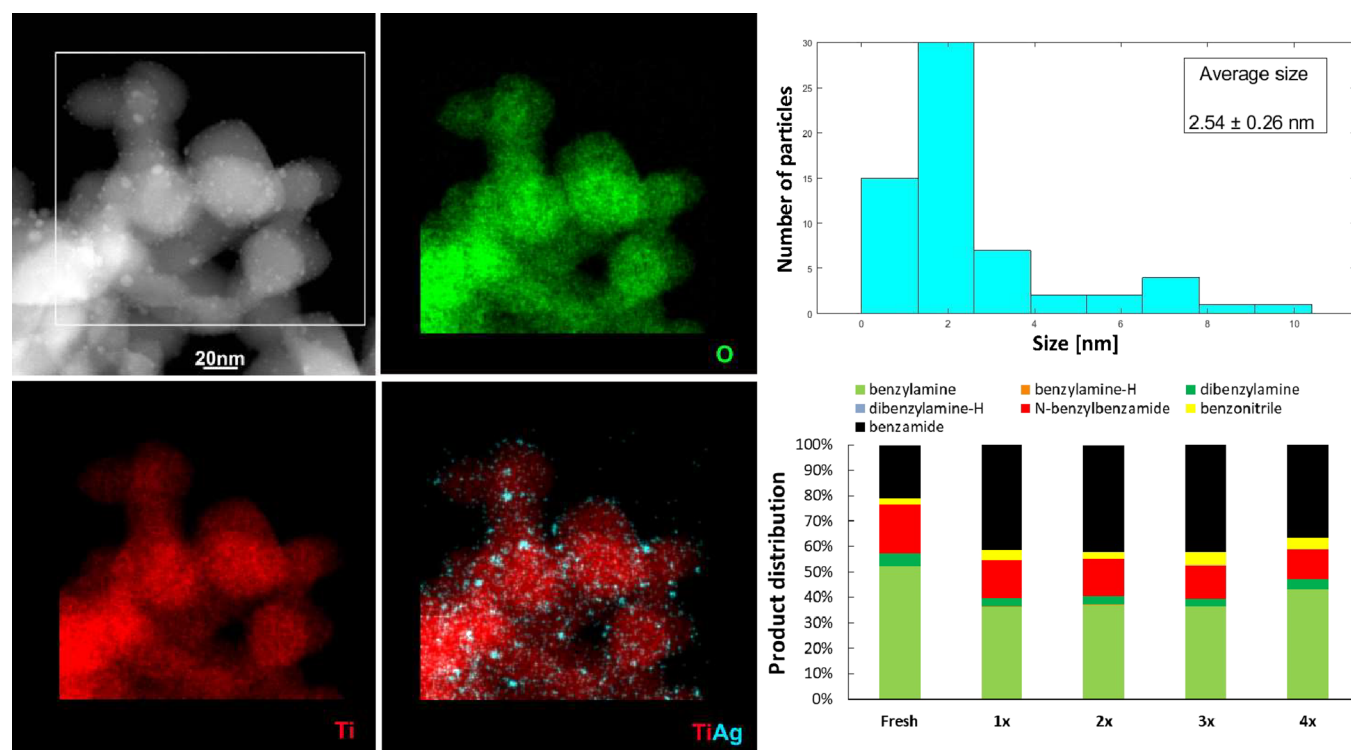 20nm
O
Ti
TiAg
Number of particles
30
25
20
15
10
5
0
0 2 4 6 8 10
Size [nm]
Average size
2.54 ± 0.26 nm
benzylamine benzylamine-H dibenzylamine
dibenzylamine-H N-benzylbenzamide benzonitrile
benzamide
Product distribution
100%
90%
80%
70%
60%
50%
40%
30%
20%
10%
0%
Fresh 1x 2x 3x 4x